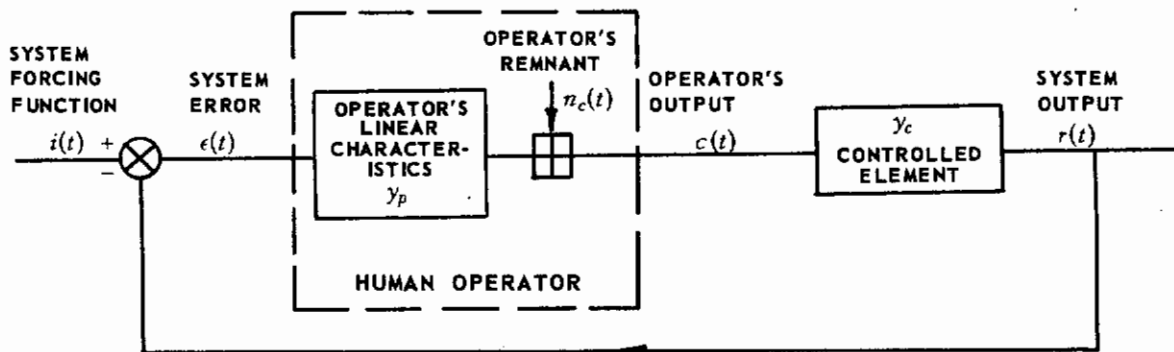 SYSTEM
FORCING
FUNCTION
i(t)
+
−
SYSTEM
ERROR
ϵ(t)
OPERATOR'S
LINEAR
CHARACTER-
ISTICS
y_p
OPERATOR'S
REMNANT
n_c(t)
HUMAN OPERATOR
OPERATOR'S
OUTPUT
c(t)
y_c
CONTROLLED
ELEMENT
SYSTEM
OUTPUT
r(t)